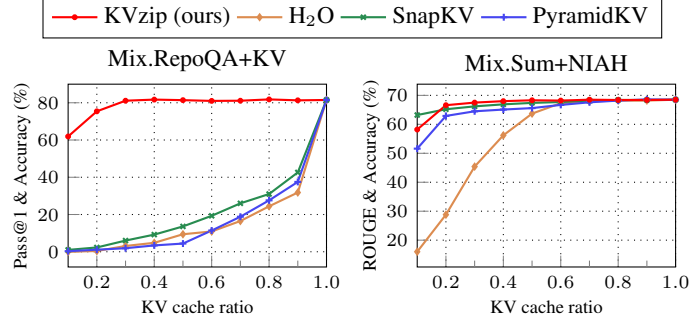 KVzip (ours) H₂O SnapKV PyramidKV
Mix.RepoQA+KV
Pass@1 & Accuracy (%)
80
60
40
20
0
0.2 0.4 0.6 0.8 1.0
KV cache ratio
Mix.Sum+NIAH
ROUGE & Accuracy (%)
70
60
50
40
30
20
0.2 0.4 0.6 0.8 1.0
KV cache ratio